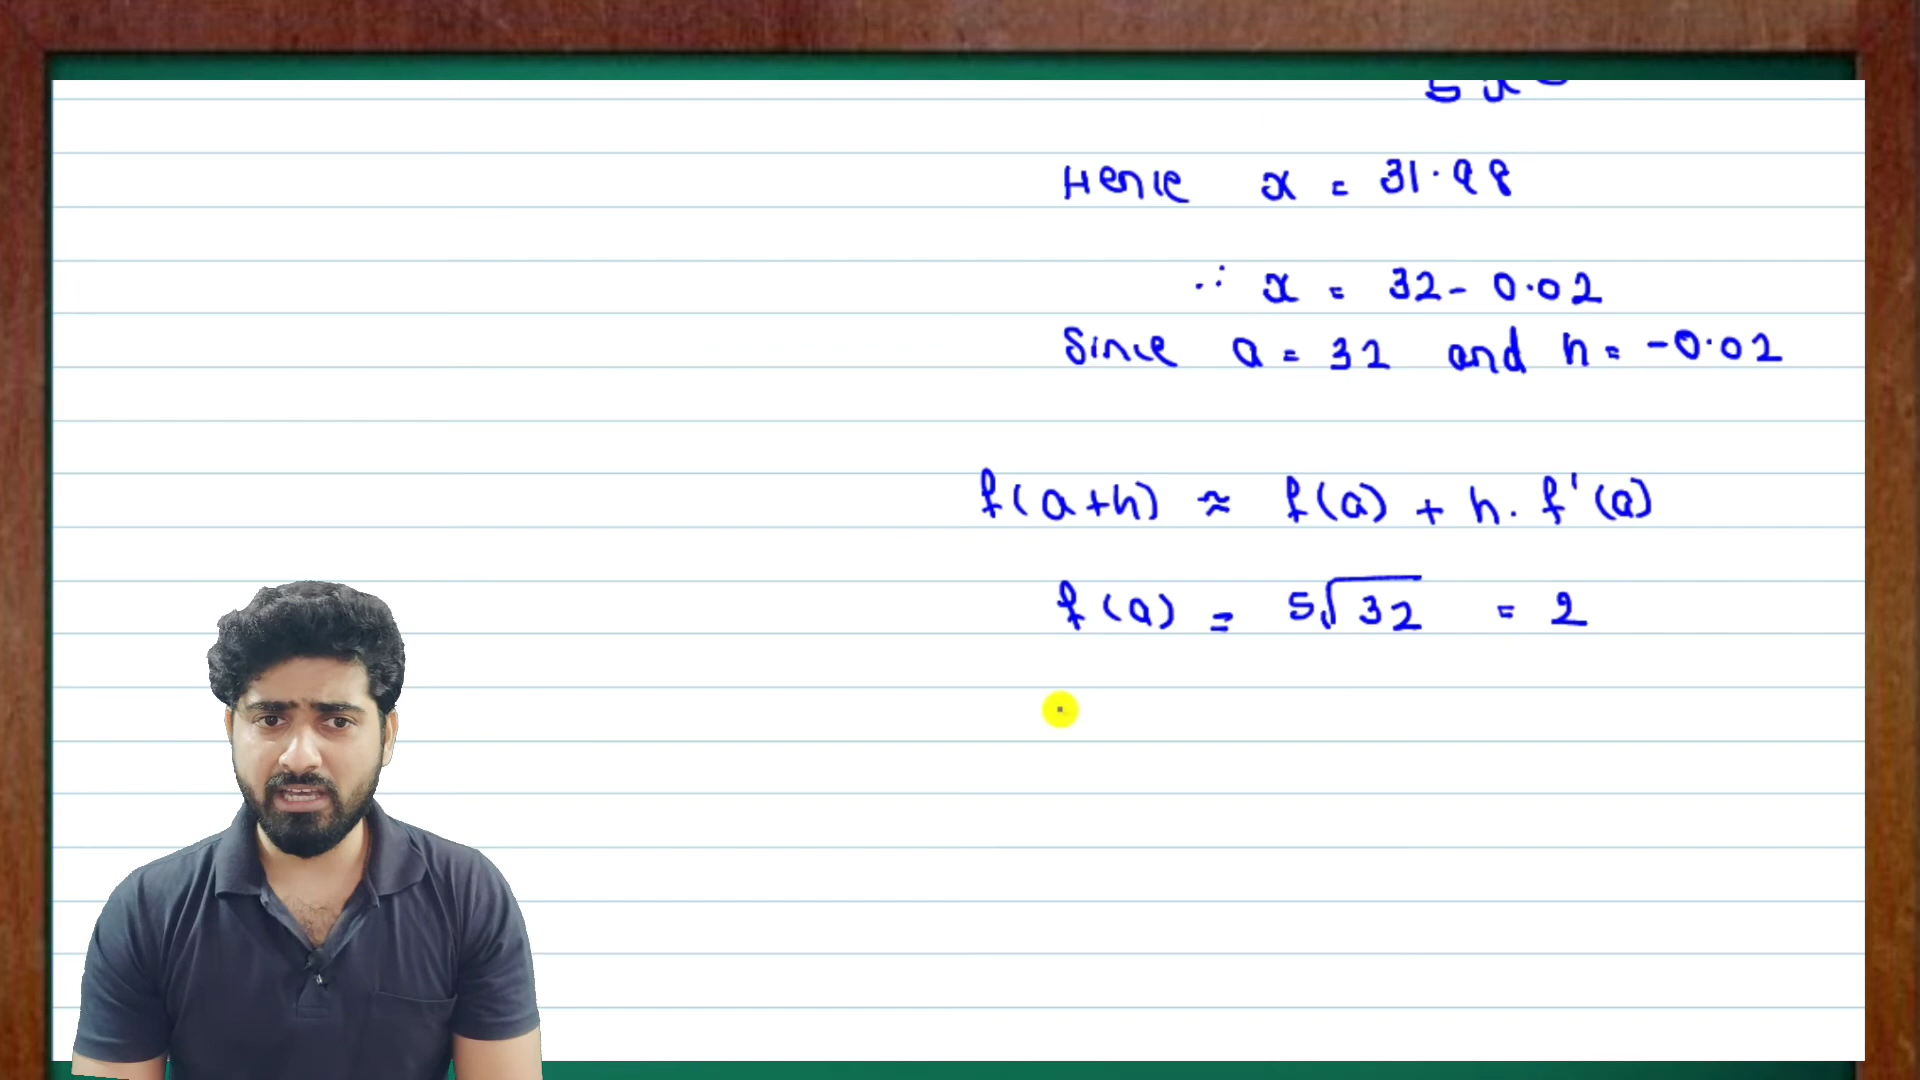 Hence x = 31.98
∴ x = 32 - 0.02
Since a = 32 and h = -0.02
f(a+h) ≈ f(a) + h. f'(a)
f(a) = 5√32 = 2